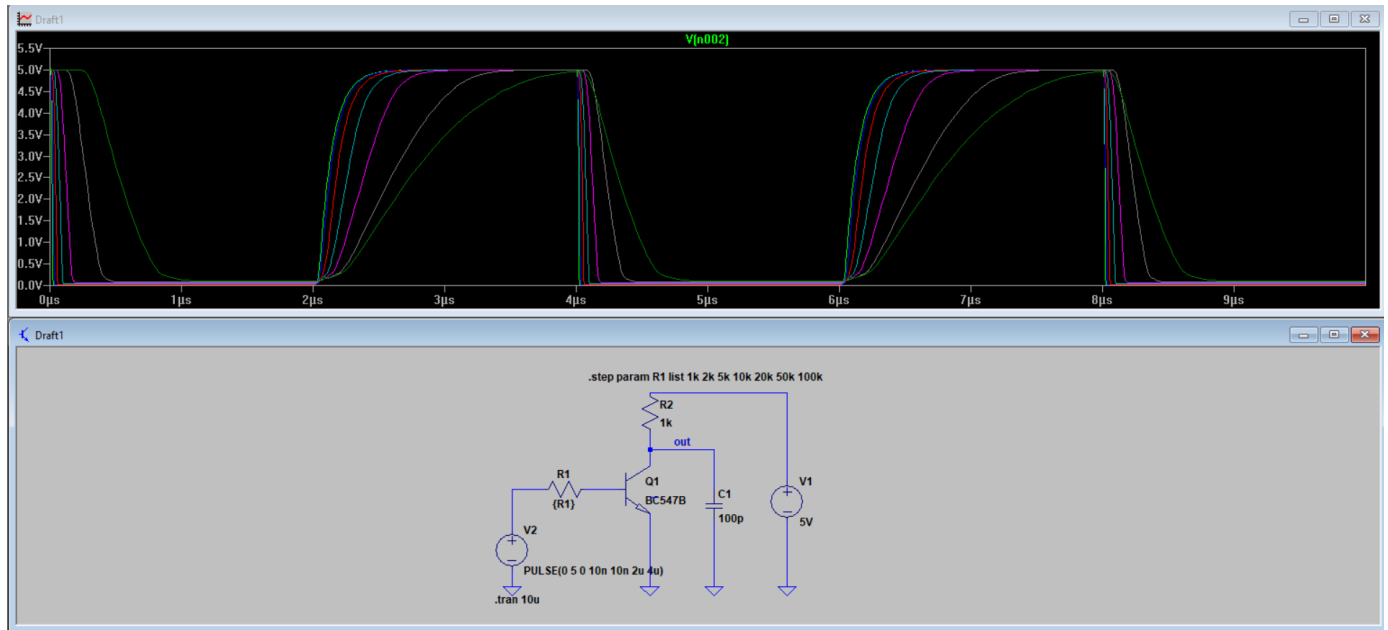 Draft1
V(n002)
5.5V
5.0V
4.5V
4.0V
3.5V
3.0V
2.5V
2.0V
1.5V
1.0V
0.5V
0.0V
0µs 1µs 2µs 3µs 4µs 5µs 6µs 7µs 8µs 9µs
Draft1
.step param R1 list 1k 2k 5k 10k 20k 50k 100k
R2
1k
out
R1
{R1}
Q1
BC547B
C1
100p
V1
5V
V2
PULSE(0 5 0 10n 10n 2u 4u)
.tran 10u